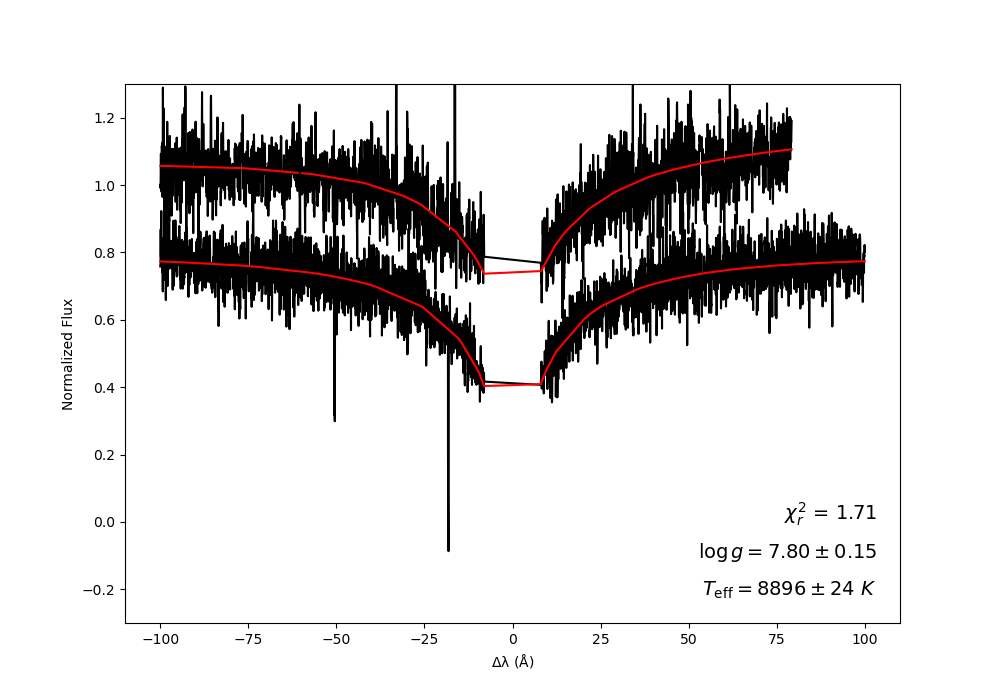 1.2
1.0
0.8
0.6
0.4
0.2
0.0
−0.2
Normalized Flux
χ²ᵣ = 1.71
log g = 7.80 ± 0.15
T_eff = 8896 ± 24 K
−100 −75 −50 −25 0 25 50 75 100
Δλ (Å)